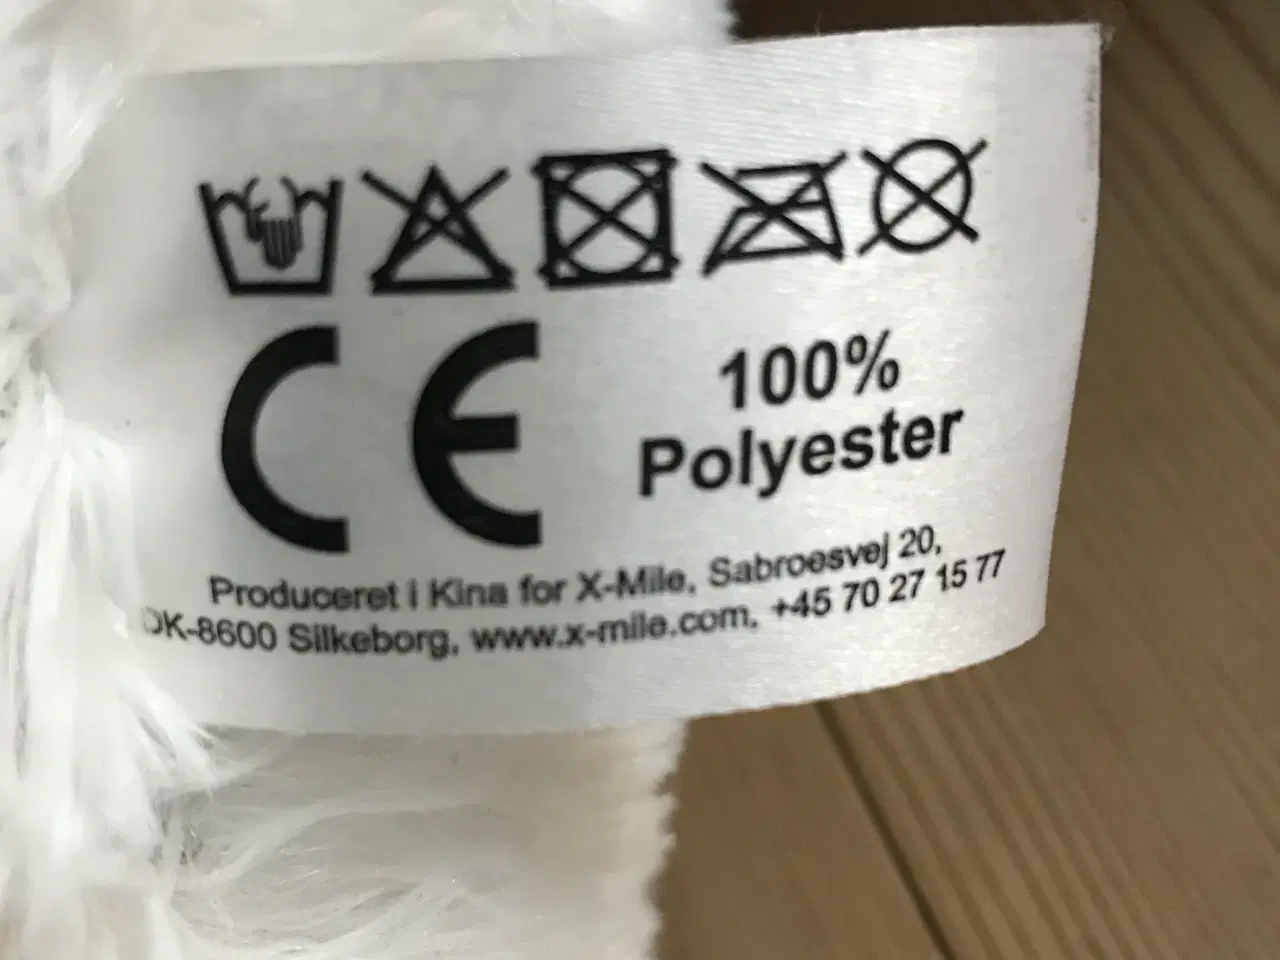 CE
100%
Polyester
Produceret i Kina for X-Mile, Sabroesvej 20,
DK-8600 Silkeborg, www.x-mile.com, +45 70 27 15 77